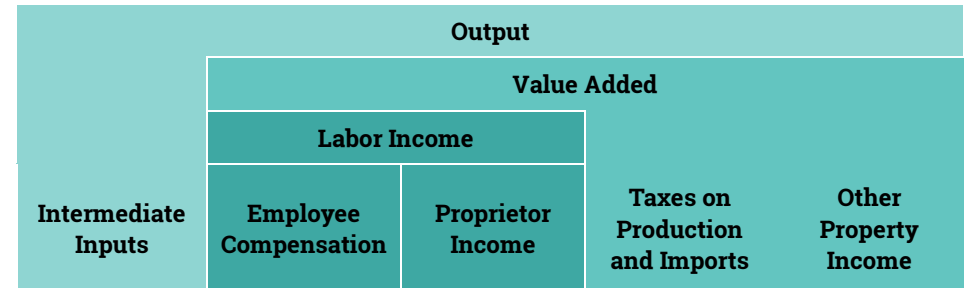 Output
Value Added
Labor Income
Intermediate
Inputs
Employee
Compensation
Proprietor
Income
Taxes on
Production
and Imports
Other
Property
Income